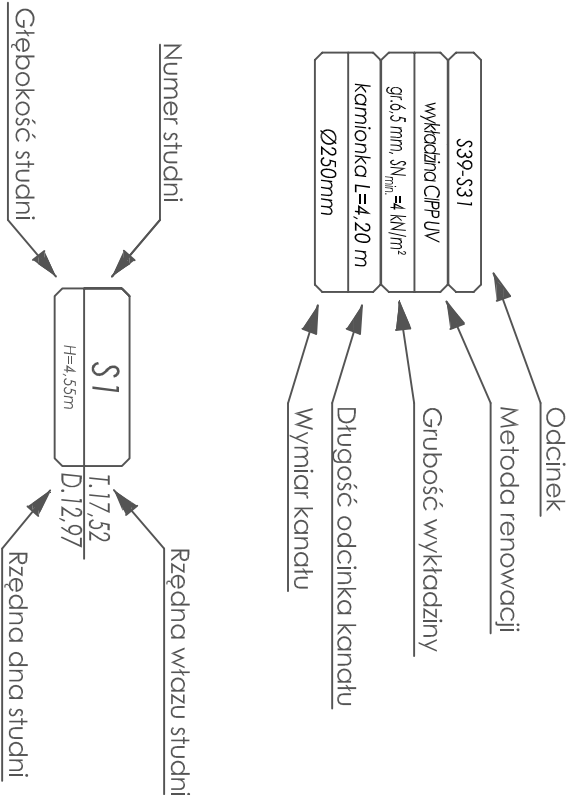 S39-S31
wykładzina CIPP UV
gr.6,5 mm, SNmin.=4 kN/m²
kamionka L=4,20 m
Ø250mm
Odcinek
Metoda renowacji
Grubość wykładziny
Długość odcinka kanału
Wymiar kanału
Numer studni
Głębokość studni
S1
H=4,55m
T.17,52
D.12,97
Rzędna włazu studni
Rzędna dna studni